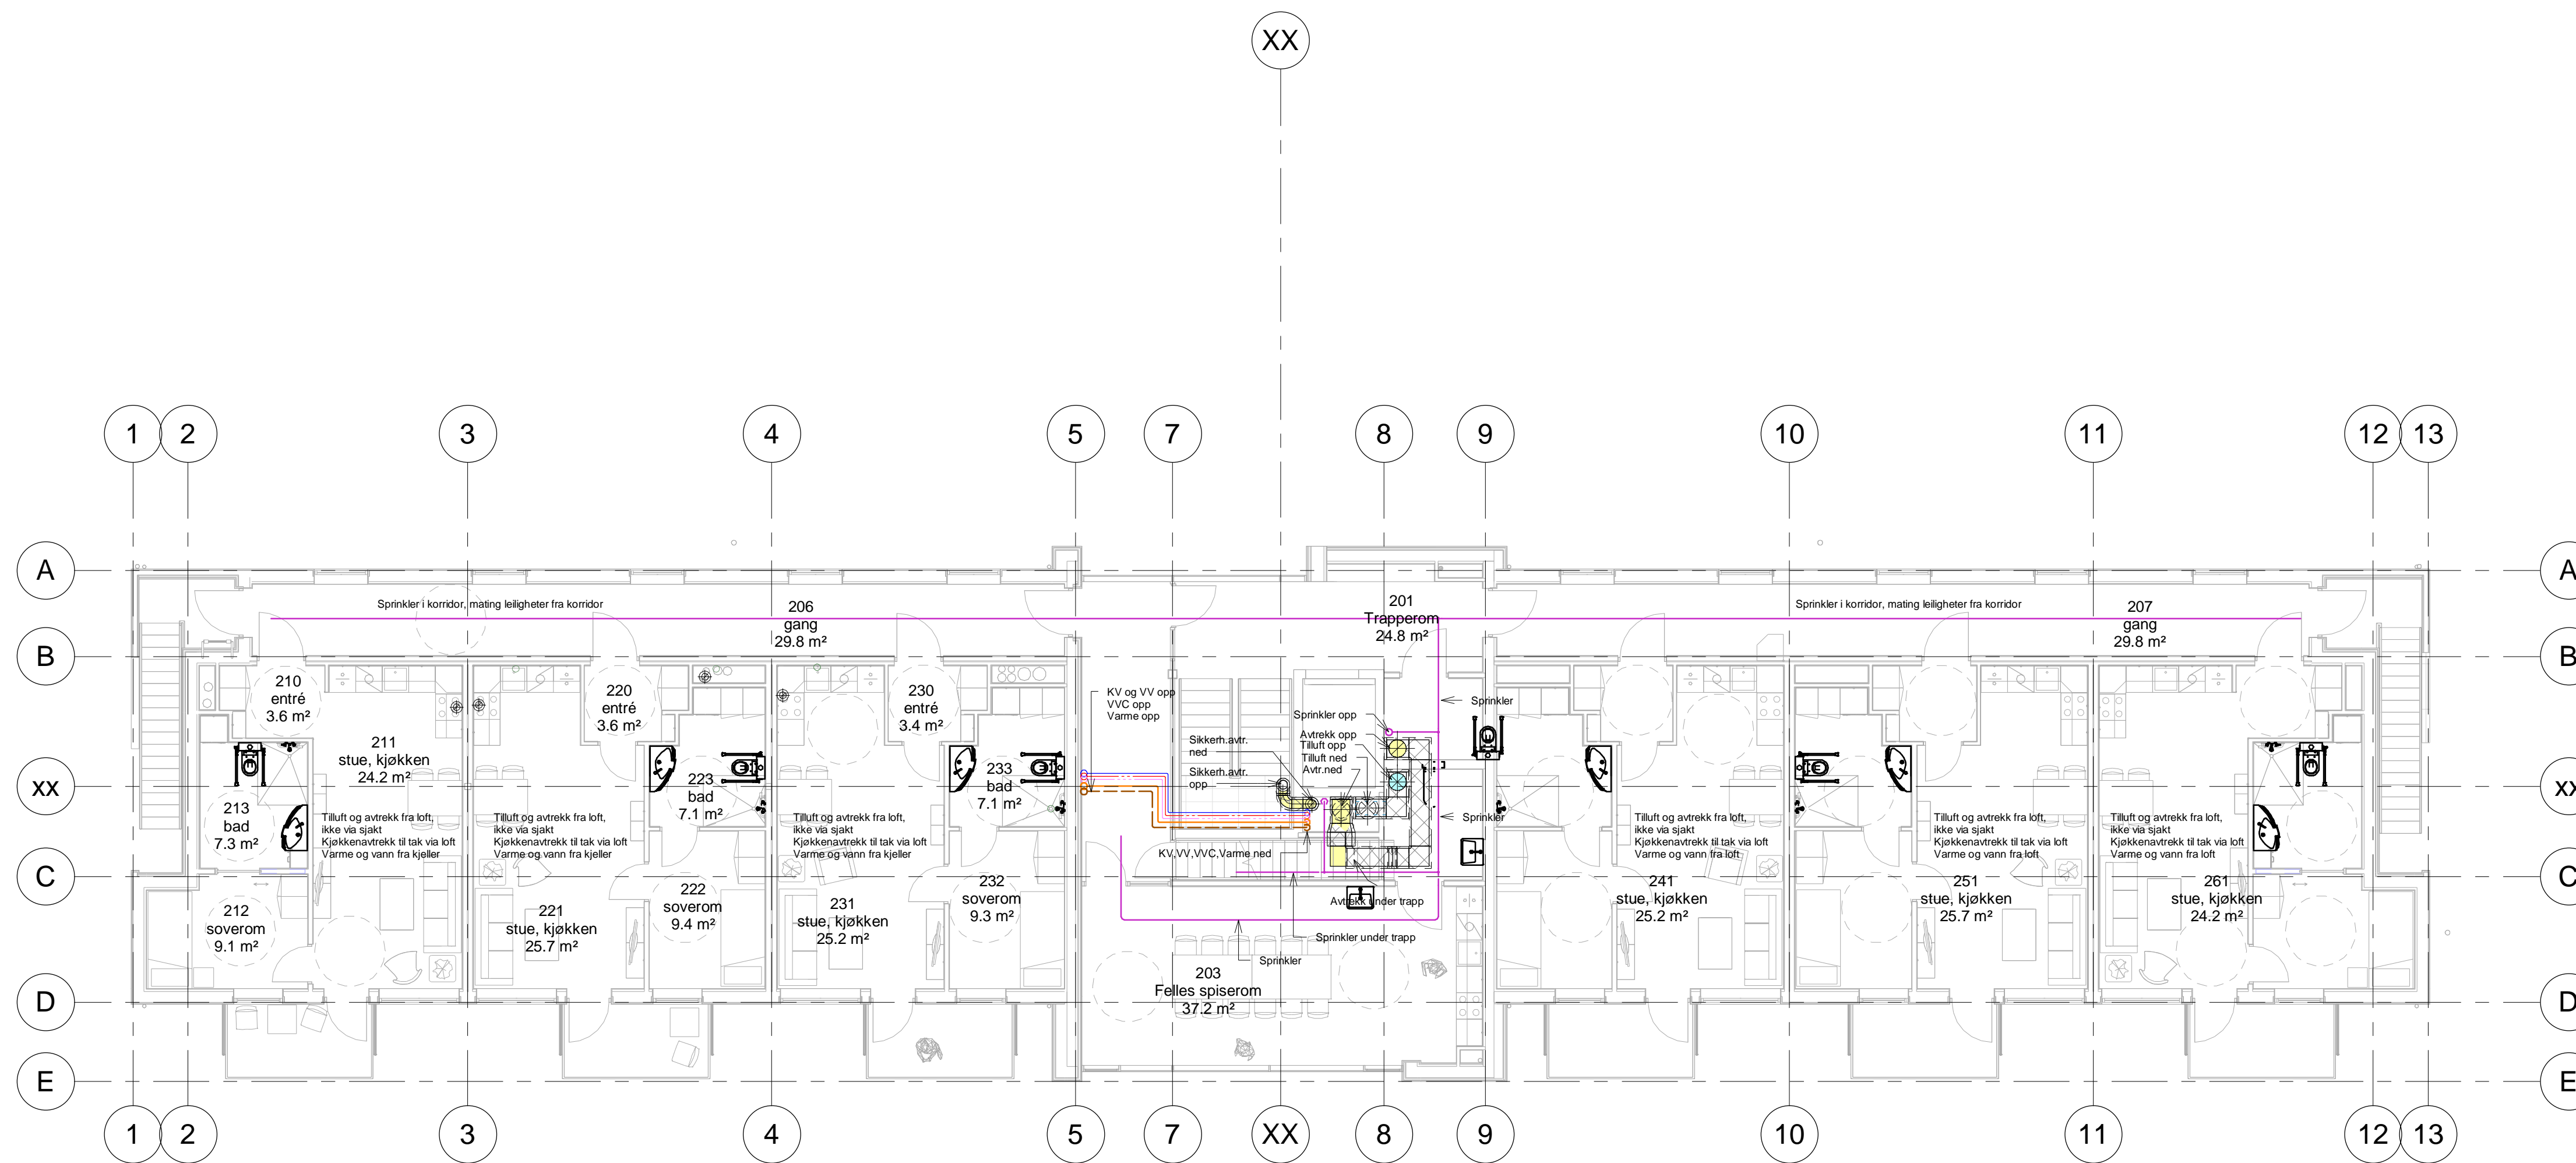 XX
1
2
3
4
5
7
8
9
10
11
12
13
A
A
Sprinkler i korridor, mating leiligheter fra korridor
206
gang
29.8 m²
201
Trapperom
24.8 m²
Sprinkler i korridor, mating leiligheter fra korridor
207
gang
29.8 m²
B
B
210
entré
3.6 m²
220
entré
3.6 m²
230
entré
3.4 m²
KV og VV opp
VVC opp
Varme opp
Sprinkler
Sprinkler opp
Avtrekk opp
Tilluft opp
Tilluft ned
Avtr.ned
Sikkerh.avtr.
ned
Sikkerh.avtr.
opp
211
stue, kjøkken
24.2 m²
223
bad
7.1 m²
233
bad
7.1 m²
xx
xx
213
bad
7.3 m²
Tilluft og avtrekk fra loft,
ikke via sjakt
Kjøkkenavtrekk til tak via loft
Varme og vann fra kjeller
Tilluft og avtrekk fra loft,
ikke via sjakt
Kjøkkenavtrekk til tak via loft
Varme og vann fra kjeller
Tilluft og avtrekk fra loft,
ikke via sjakt
Kjøkkenavtrekk til tak via loft
Varme og vann fra kjeller
Sprinkler
KV,VV,VVC,Varme ned
Tilluft og avtrekk fra loft,
ikke via sjakt
Kjøkkenavtrekk til tak via loft
Varme og vann fra loft
Tilluft og avtrekk fra loft,
ikke via sjakt
Kjøkkenavtrekk til tak via loft
Varme og vann fra loft
Tilluft og avtrekk fra loft,
ikke via sjakt
Kjøkkenavtrekk til tak via loft
Varme og vann fra loft
C
C
212
soverom
9.1 m²
221
stue, kjøkken
25.7 m²
222
soverom
9.4 m²
231
stue, kjøkken
25.2 m²
232
soverom
9.3 m²
Avtrekk under trapp
Sprinkler under trapp
Sprinkler
241
stue, kjøkken
25.2 m²
251
stue, kjøkken
25.7 m²
261
stue, kjøkken
24.2 m²
203
Felles spiserom
37.2 m²
D
D
E
E
1
2
3
4
5
7
XX
8
9
10
11
12
13